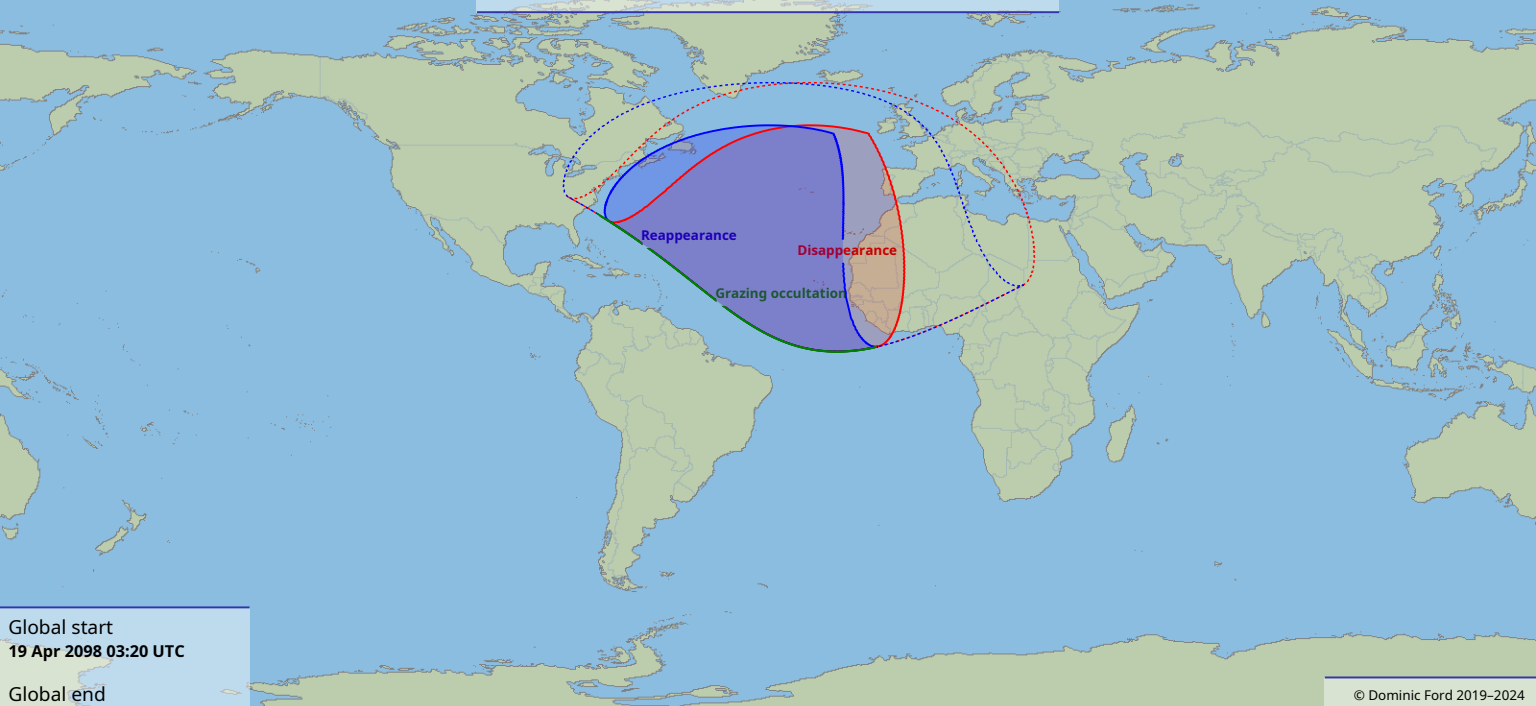 Reappearance
Disappearance
Grazing occultation
Global start
19 Apr 2098 03:20 UTC
Global end
© Dominic Ford 2019–2024